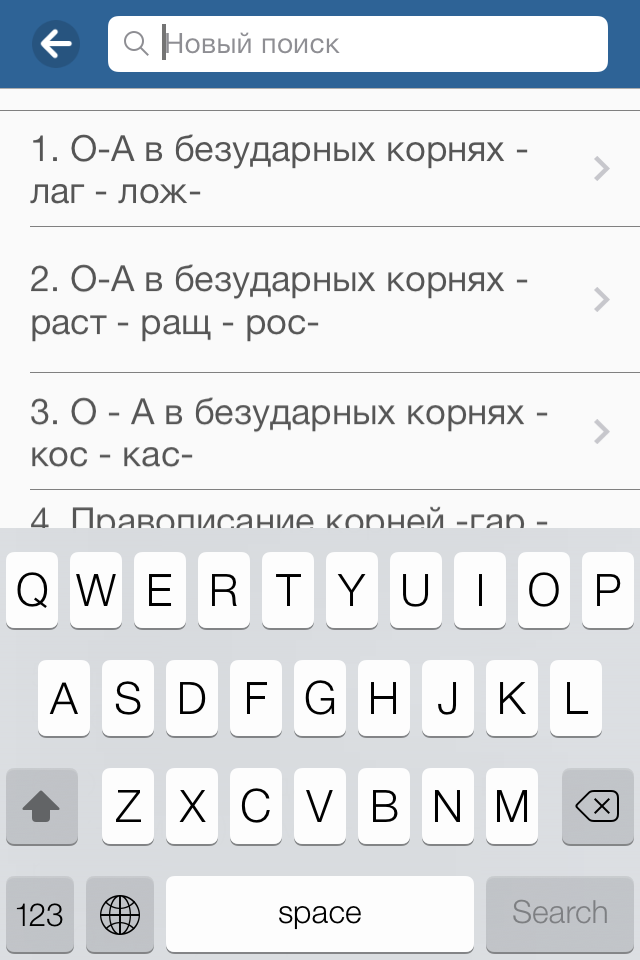 Новый поиск
1. О-А в безударных корнях -
лаг - лож-
2. О-А в безударных корнях -
раст - ращ - рос-
3. О - А в безударных корнях -
кос - кас-
4. Правописание корней -гар -
Q W E R T Y U I O P
A S D F G H J K L
Z X C V B N M
123 space Search